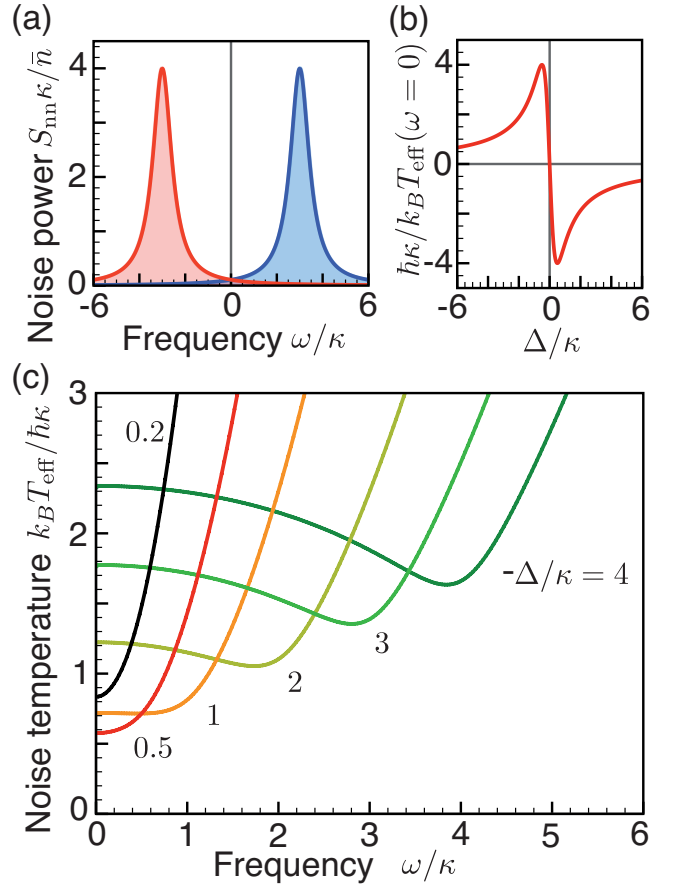 (a)
Noise power S_nn κ/n̄
4
2
0
-6
0
6
Frequency ω/κ
(b)
ħκ/k_B T_eff(ω = 0)
4
0
-4
-6
0
6
Δ/κ
(c)
Noise temperature k_B T_eff/ħκ
3
2
1
0
0.2
-Δ/κ = 4
3
2
1
0.5
0
1
2
3
4
5
6
Frequency ω/κ